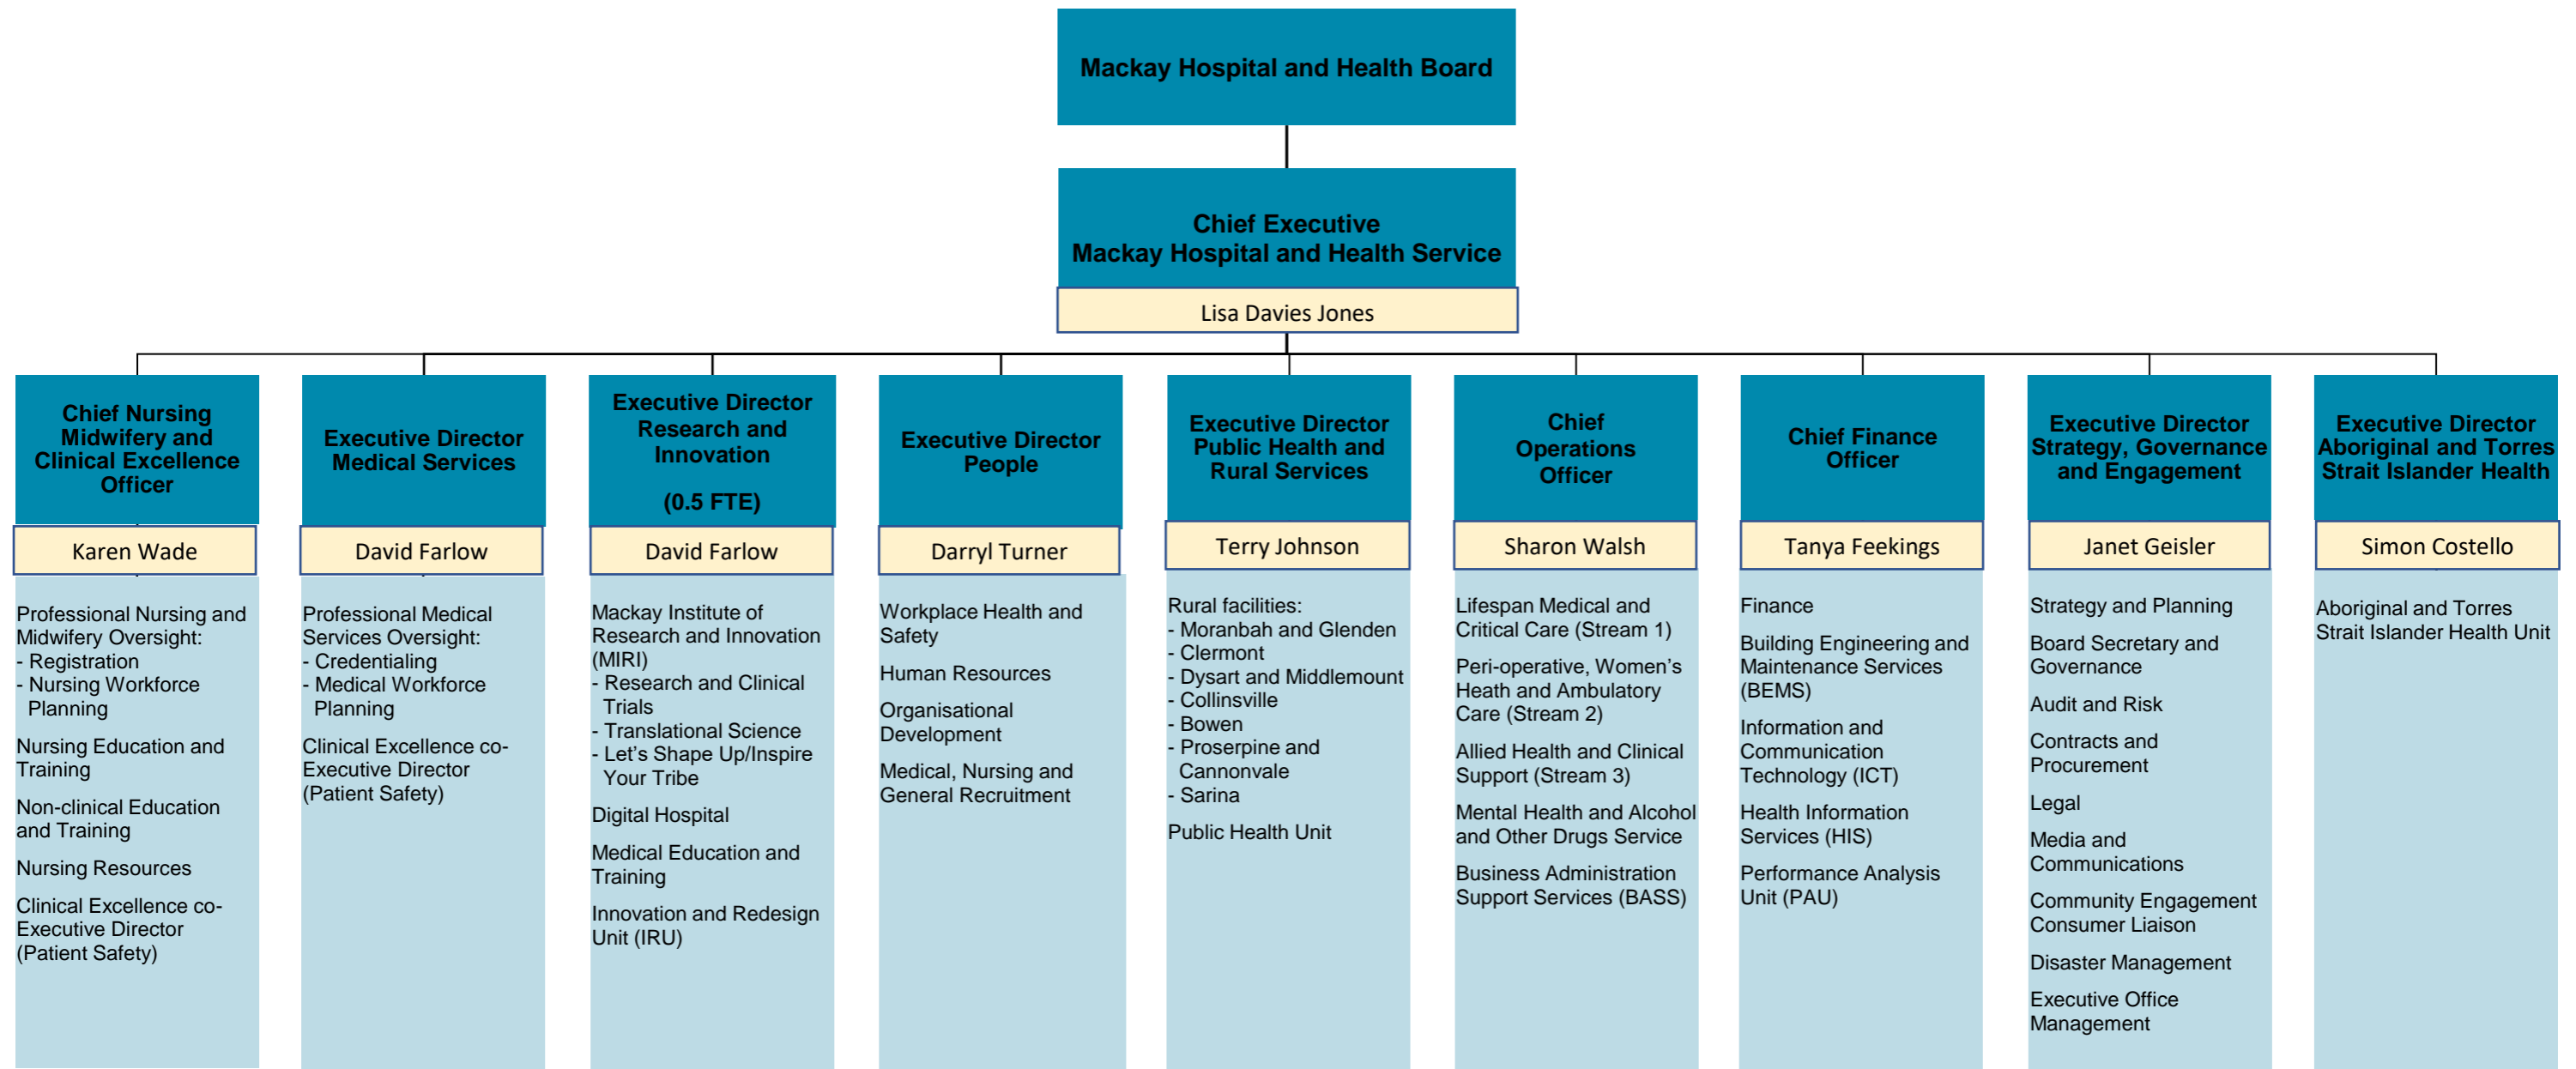 Mackay Hospital and Health Board
Chief Executive
Mackay Hospital and Health Service
Lisa Davies Jones
Chief Nursing
Midwifery and
Clinical Excellence
Officer
Karen Wade
Professional Nursing and
Midwifery Oversight:
- Registration
- Nursing Workforce
Planning
Nursing Education and
Training
Non-clinical Education
and Training
Nursing Resources
Clinical Excellence co-
Executive Director
(Patient Safety)
Executive Director
Medical Services
David Farlow
Professional Medical
Services Oversight:
- Credentialing
- Medical Workforce
Planning
Clinical Excellence co-
Executive Director
(Patient Safety)
Executive Director
Research and
Innovation
(0.5 FTE)
David Farlow
Mackay Institute of
Research and Innovation
(MIRI)
- Research and Clinical
Trials
- Translational Science
- Let's Shape Up/Inspire
Your Tribe
Digital Hospital
Medical Education and
Training
Innovation and Redesign
Unit (IRU)
Executive Director
People
Darryl Turner
Workplace Health and
Safety
Human Resources
Organisational
Development
Medical, Nursing and
General Recruitment
Executive Director
Public Health and
Rural Services
Terry Johnson
Rural facilities:
- Moranbah and Glenden
- Clermont
- Dysart and Middlemount
- Collinsville
- Bowen
- Proserpine and
Cannonvale
- Sarina
Public Health Unit
Chief
Operations
Officer
Sharon Walsh
Lifespan Medical and
Critical Care (Stream 1)
Peri-operative, Women's
Heath and Ambulatory
Care (Stream 2)
Allied Health and Clinical
Support (Stream 3)
Mental Health and Alcohol
and Other Drugs Service
Business Administration
Support Services (BASS)
Chief Finance
Officer
Tanya Feekings
Finance
Building Engineering and
Maintenance Services
(BEMS)
Information and
Communication
Technology (ICT)
Health Information
Services (HIS)
Performance Analysis
Unit (PAU)
Executive Director
Strategy, Governance
and Engagement
Janet Geisler
Strategy and Planning
Board Secretary and
Governance
Audit and Risk
Contracts and
Procurement
Legal
Media and
Communications
Community Engagement
Consumer Liaison
Disaster Management
Executive Office
Management
Executive Director
Aboriginal and Torres
Strait Islander Health
Simon Costello
Aboriginal and Torres
Strait Islander Health Unit